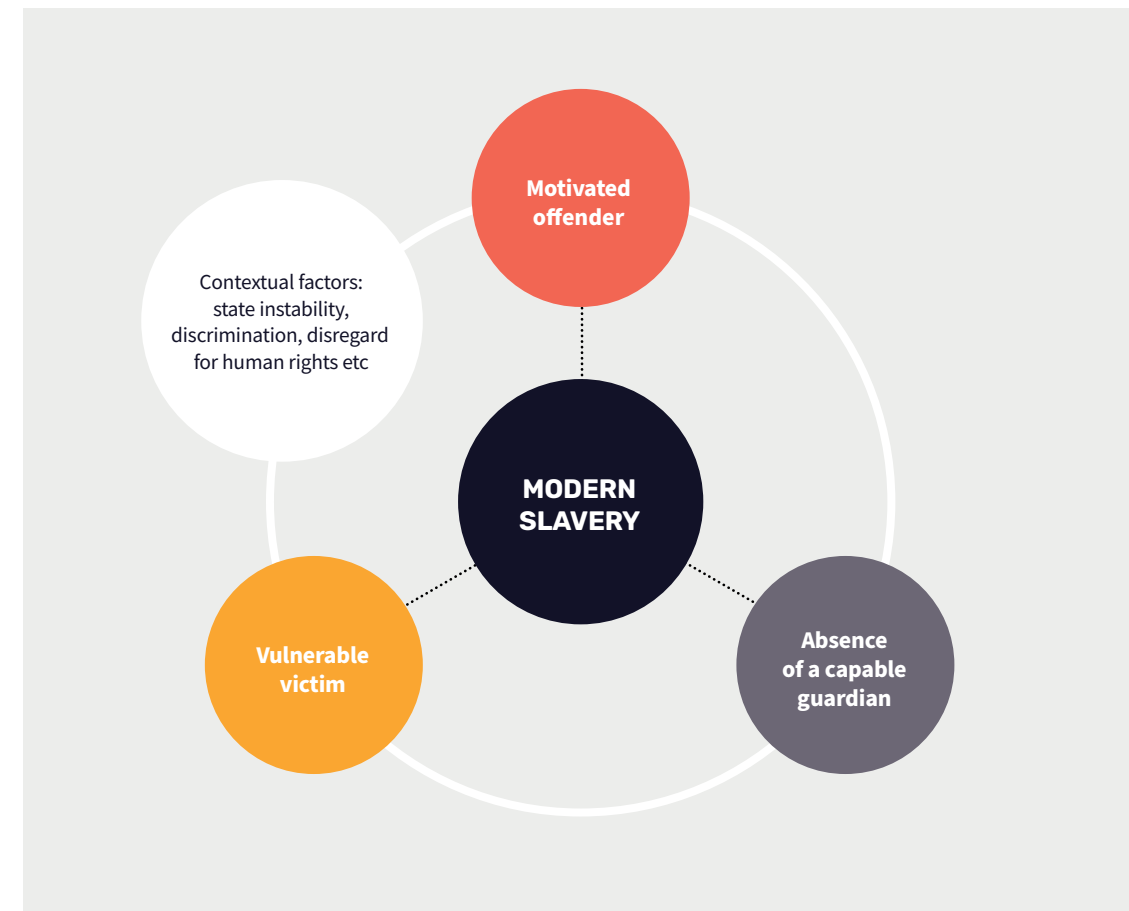 Motivated
offender
Contextual factors:
state instability,
discrimination, disregard
for human rights etc
MODERN
SLAVERY
Vulnerable
victim
Absence
of a capable
guardian